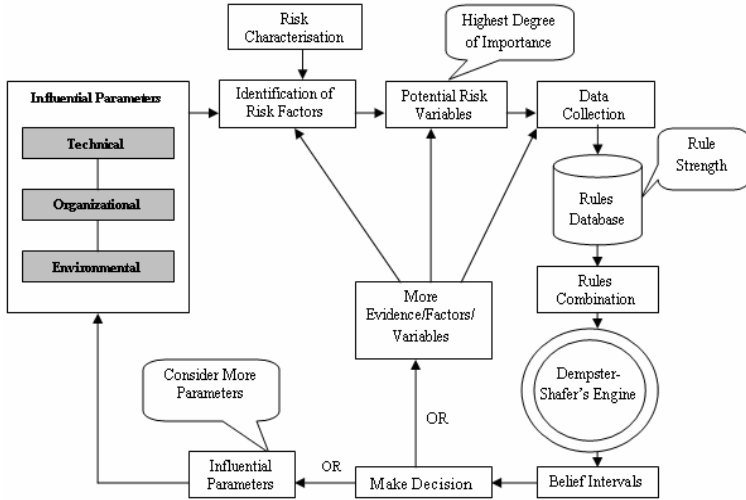 Risk
Characterisation
Highest Degree
of Importance
Influential Parameters
Technical
Organizational
Environmental
Identification of
Risk Factors
Potential Risk
Variables
Data
Collection
Rule
Strength
Rules
Database
Rules
Combination
More
Evidence/Factors/
Variables
Dempster-
Shafer's Engine
Consider More
Parameters
OR
Influential
Parameters
OR
Make Decision
Belief Intervals